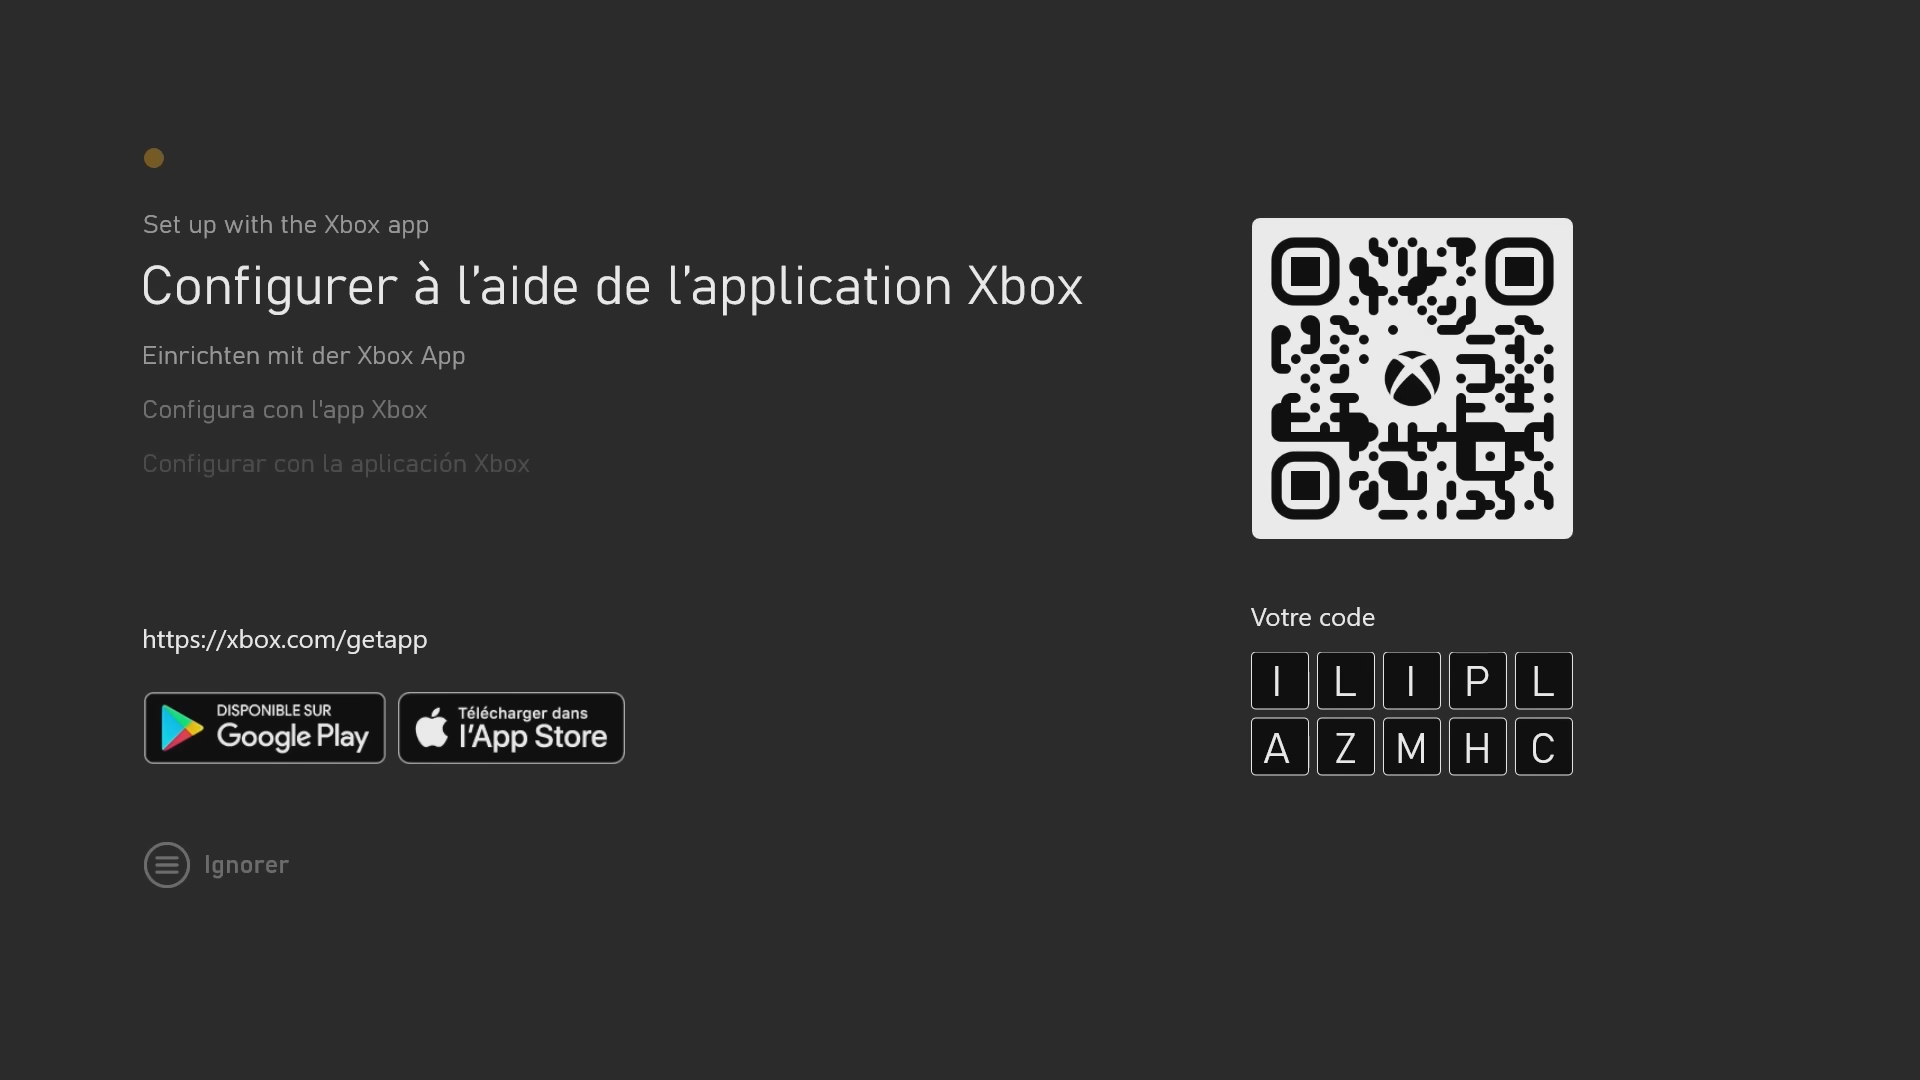 Set up with the Xbox app
Configurer à l’aide de l’application Xbox
Einrichten mit der Xbox App
Configura con l'app Xbox
Configurar con la aplicación Xbox
https://xbox.com/getapp
DISPONIBLE SUR
Google Play
Télécharger dans
l'App Store
Ignorer
Votre code
I L I P L
A Z M H C